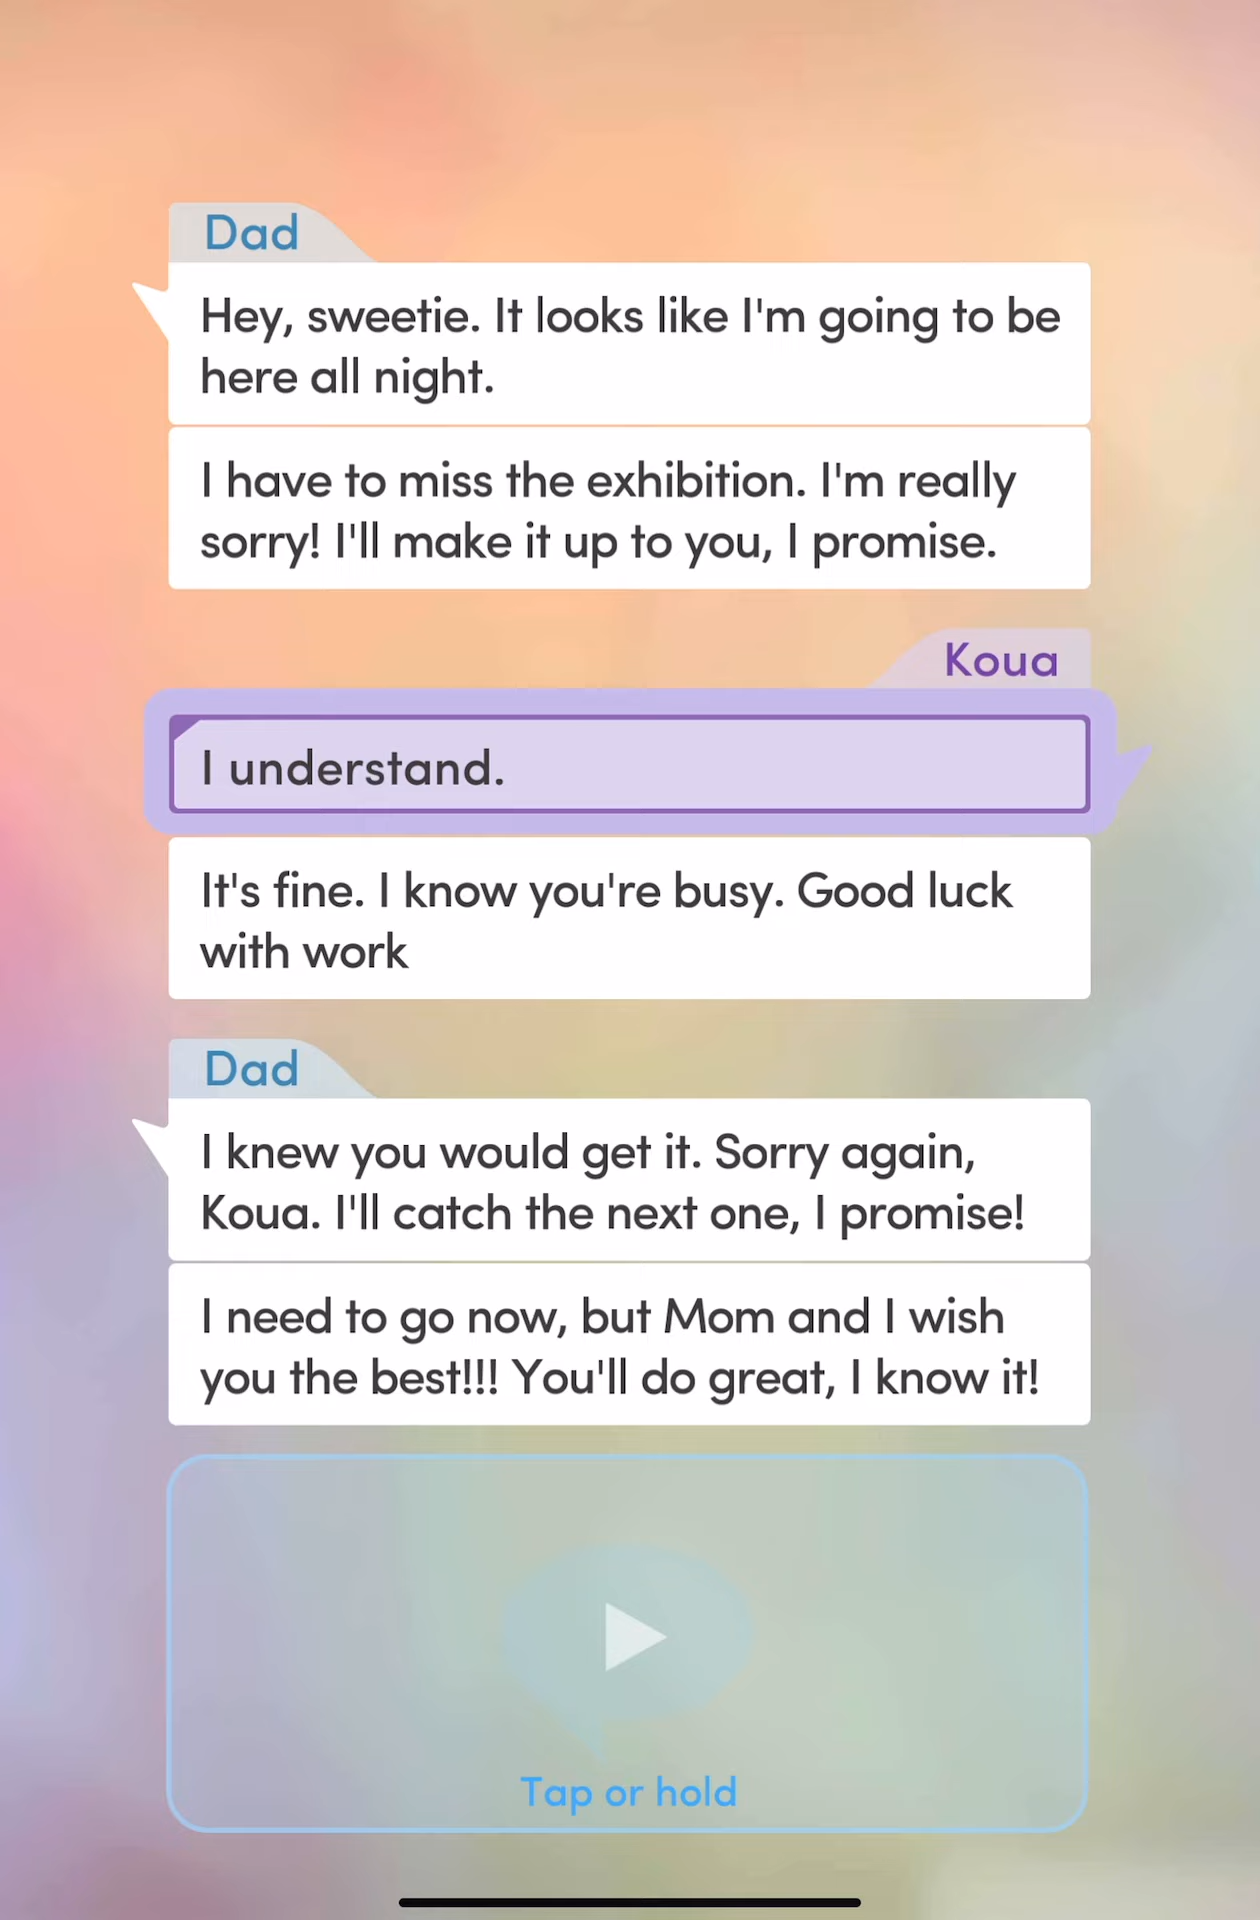 Dad
Hey, sweetie. It looks like I'm going to be
here all night.
I have to miss the exhibition. I'm really
sorry! I'll make it up to you, I promise.
Koua
I understand.
It's fine. I know you're busy. Good luck
with work
Dad
I knew you would get it. Sorry again,
Koua. I'll catch the next one, I promise!
I need to go now, but Mom and I wish
you the best!!! You'll do great, I know it!
Tap or hold